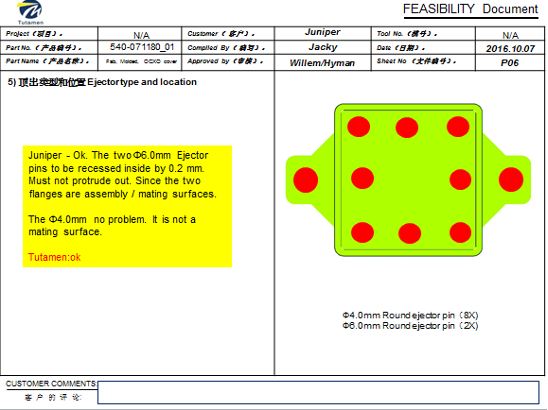 Tutamen
FEASIBILITY Document
Project (项目) 。 N/A Customer (客户) 。 Juniper Tool No. (模号) 。 N/A
Part No. (产品编号) 。 540-071180_01 Compiled By (编写) 。 Jacky Date (日期) 。 2016.10.07
Part Name (产品名称) 。 Fab, Molded, OCXO cover Approved by (审核) 。 Willem/Hyman Sheet No (文件编号) 。 P06
5) 顶出类型和位置 Ejector type and location
Juniper - Ok. The two Φ6.0mm Ejector
pins to be recessed inside by 0.2 mm.
Must not protrude out. Since the two
flanges are assembly / mating surfaces.
The Φ4.0mm no problem. It is not a
mating surface.
Tutamen:ok
Φ4.0mm Round ejector pin (8X)
Φ6.0mm Round ejector pin (2X)
CUSTOMER COMMENTS:
客 户 的 评 论: